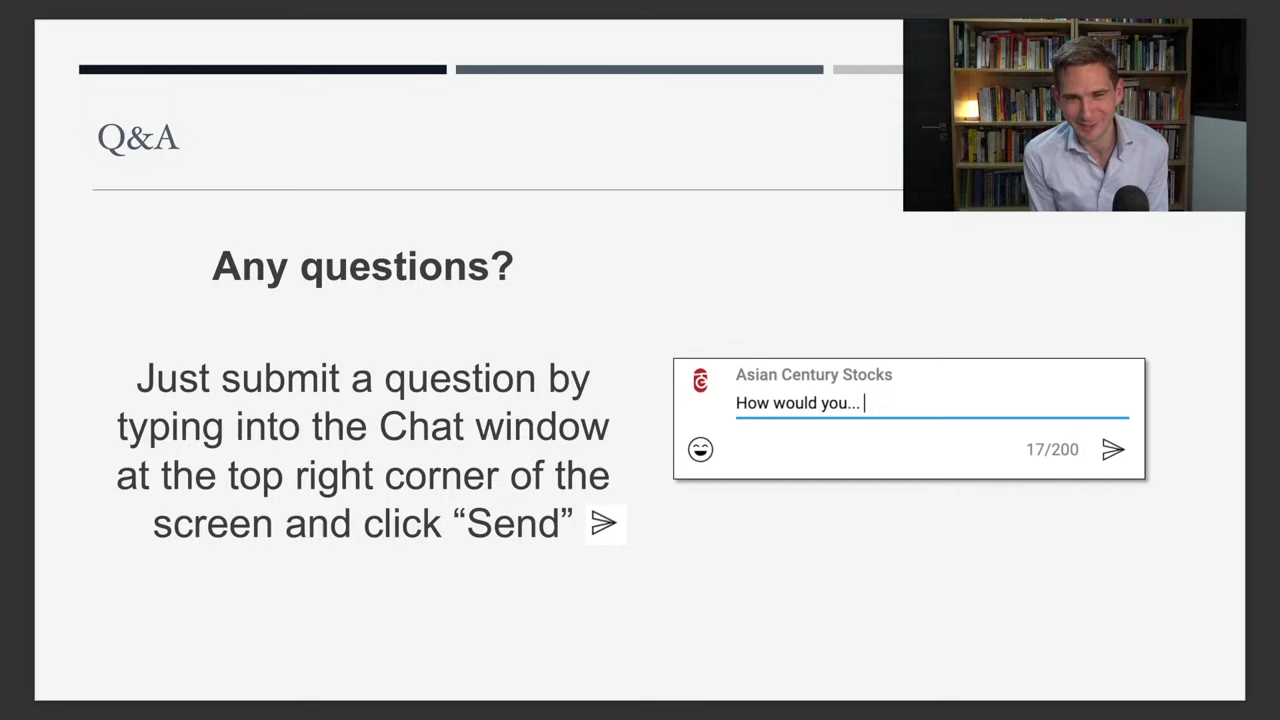 Q&A
Any questions?
Just submit a question by
typing into the Chat window
at the top right corner of the
screen and click “Send”
Asian Century Stocks
How would you...
17/200